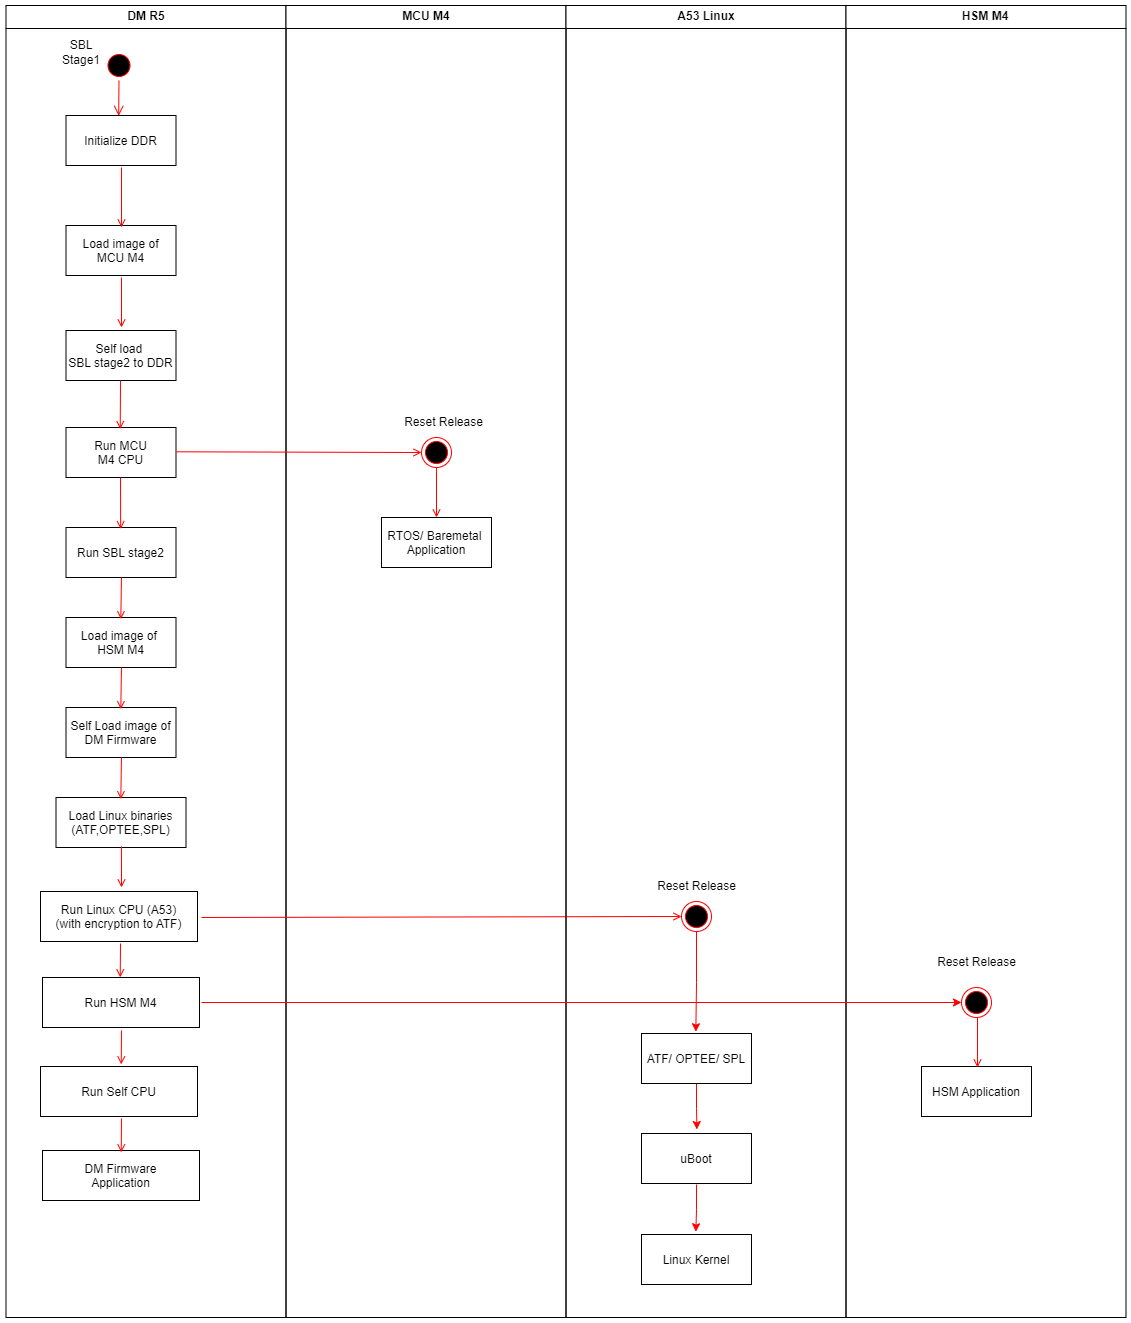 DM R5
MCU M4
A53 Linux
HSM M4
SBL
Stage1
Initialize DDR
Load image of
MCU M4
Self load
SBL stage2 to DDR
Reset Release
Run MCU
M4 CPU
RTOS/ Baremetal
Application
Run SBL stage2
Load image of
HSM M4
Self Load image of
DM Firmware
Load Linux binaries
(ATF,OPTEE,SPL)
Reset Release
Run Linux CPU (A53)
(with encryption to ATF)
Reset Release
Run HSM M4
ATF/ OPTEE/ SPL
Run Self CPU
HSM Application
uBoot
DM Firmware
Application
Linux Kernel